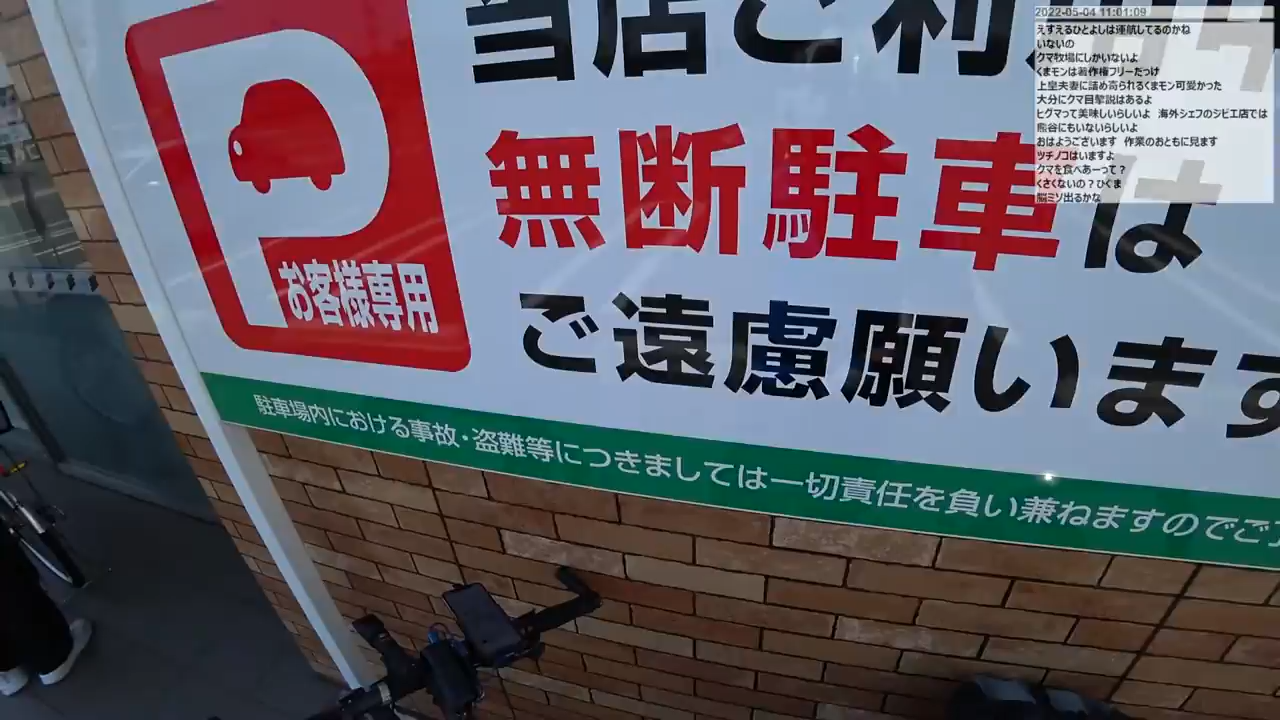 当店ご利
無断駐車は
ご遠慮願います
お客様専用
駐車場内における事故・盗難等につきましては一切責任を負い兼ねますのでご
2022-05-04 11:01:09
えすえるひとよしは運航してるのかね
いないの
クマ牧場にしかいないよ
くまモンは著作権フリーだっけ
上皇夫妻に詰め寄られるくまモン可愛かった
大分にクマ目撃説はあるよ
ヒグマって美味しいらしいよ 海外シェフのジビエ店では
熊谷にもいないらしいよ
おはようございます 作業のおともに見ます
ツチノコはいますよ
クマを食べあーって？
くさくないの？ひぐま
脳ミソ出るかな